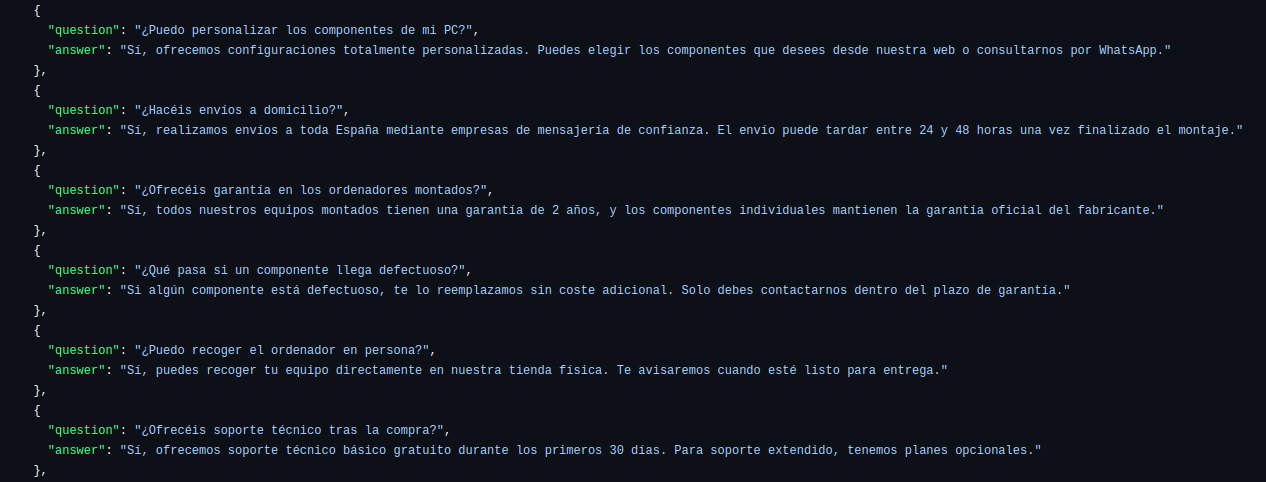 {
"question": "¿Puedo personalizar los componentes de mi PC?",
"answer": "Sí, ofrecemos configuraciones totalmente personalizadas. Puedes elegir los componentes que desees desde nuestra web o consultarnos por WhatsApp."
},
{
"question": "¿Hacéis envíos a domicilio?",
"answer": "Sí, realizamos envíos a toda España mediante empresas de mensajería de confianza. El envío puede tardar entre 24 y 48 horas una vez finalizado el montaje."
},
{
"question": "¿Ofrecéis garantía en los ordenadores montados?",
"answer": "Sí, todos nuestros equipos montados tienen una garantía de 2 años, y los componentes individuales mantienen la garantía oficial del fabricante."
},
{
"question": "¿Qué pasa si un componente llega defectuoso?",
"answer": "Si algún componente está defectuoso, te lo reemplazamos sin coste adicional. Solo debes contactarnos dentro del plazo de garantía."
},
{
"question": "¿Puedo recoger el ordenador en persona?",
"answer": "Sí, puedes recoger tu equipo directamente en nuestra tienda física. Te avisaremos cuando esté listo para entrega."
},
{
"question": "¿Ofrecéis soporte técnico tras la compra?",
"answer": "Sí, ofrecemos soporte técnico básico gratuito durante los primeros 30 días. Para soporte extendido, tenemos planes opcionales."
},